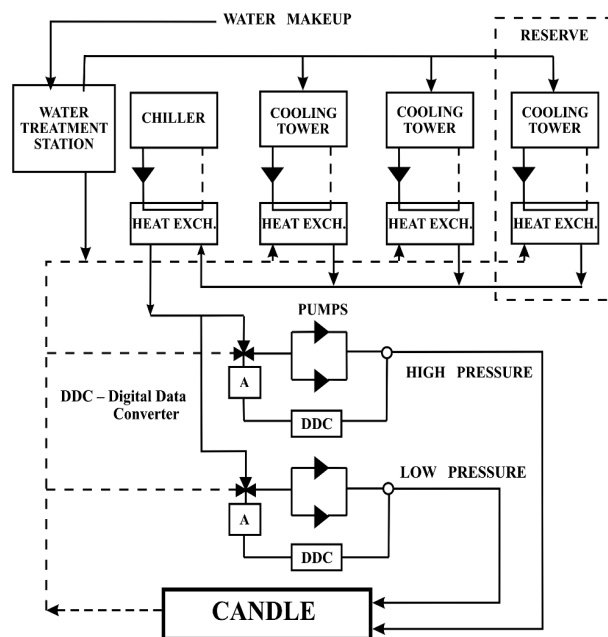 WATER MAKEUP
RESERVE
WATER
TREATMENT
STATION
CHILLER
COOLING
TOWER
COOLING
TOWER
COOLING
TOWER
HEAT EXCH.
HEAT EXCH.
HEAT EXCH.
HEAT EXCH.
PUMPS
A
HIGH PRESSURE
DDC – Digital Data
Converter
DDC
LOW PRESSURE
A
DDC
CANDLE